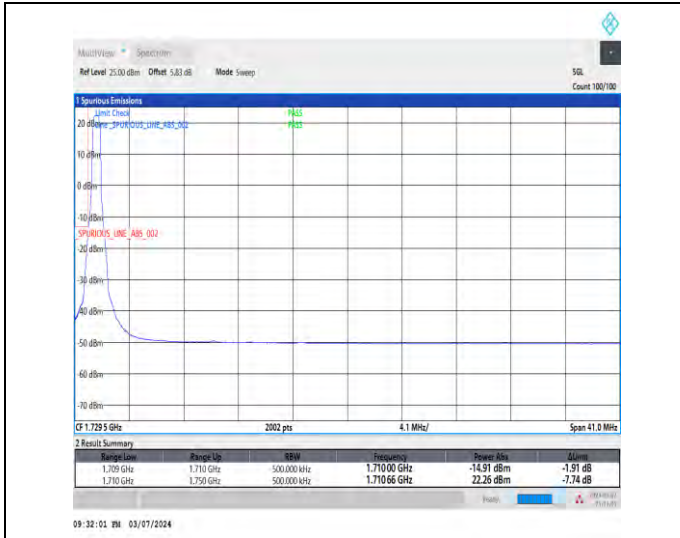 MultiView Spectrum
Ref Level 25.00 dBm Offset 5.83 dB Mode Sweep SGL
Count 100/100
1 Spurious Emissions
Limit Check PASS
20 dBm Line _SPURIOUS_LINE_ABS_002 PASS
10 dBm
0 dBm
-10 dBm
SPURIOUS_LINE_ABS_002
-20 dBm
-30 dBm
-40 dBm
-50 dBm
-60 dBm
-70 dBm
CF 1.7295 GHz 2002 pts 4.1 MHz/ Span 41.0 MHz
2 Result Summary
Range Low Range Up RBW Frequency Power Abs ΔLimit
1.709 GHz 1.710 GHz 500.000 kHz 1.71000 GHz -14.91 dBm -1.91 dB
1.710 GHz 1.750 GHz 500.000 kHz 1.71066 GHz 22.26 dBm -7.74 dB
Ready
09:32:01 PM 03/07/2024